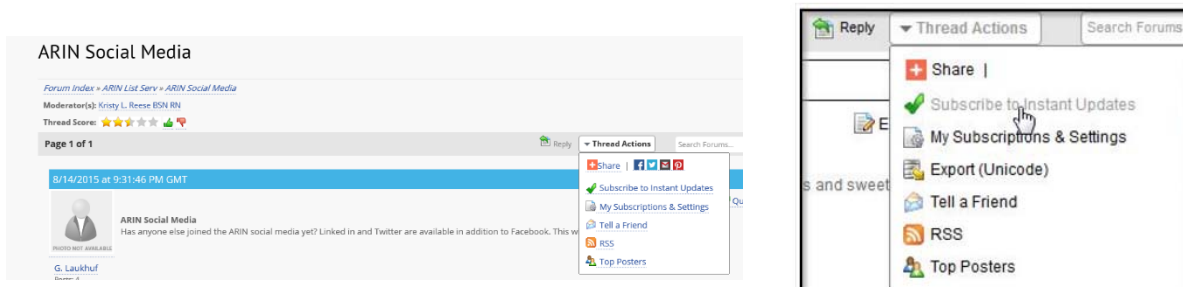 ARIN Social Media
Forum Index » ARIN List Serv » ARIN Social Media
Moderator(s): Kristy L. Reese BSN RN
Thread Score:
Page 1 of 1
Reply
Thread Actions
Search Forums...
Share |
Subscribe to Instant Updates
My Subscriptions & Settings
Tell a Friend
RSS
Top Posters
8/14/2015 at 9:31:46 PM GMT
Qu
ARIN Social Media
Has anyone else joined the ARIN social media yet? Linked in and Twitter are available in addition to Facebook. This w
PHOTO NOT AVAILABLE
G. Laukhuf
Reply
Thread Actions
Search Forums
Share |
Subscribe to Instant Updates
E
My Subscriptions & Settings
Export (Unicode)
s and sweet
Tell a Friend
RSS
Top Posters